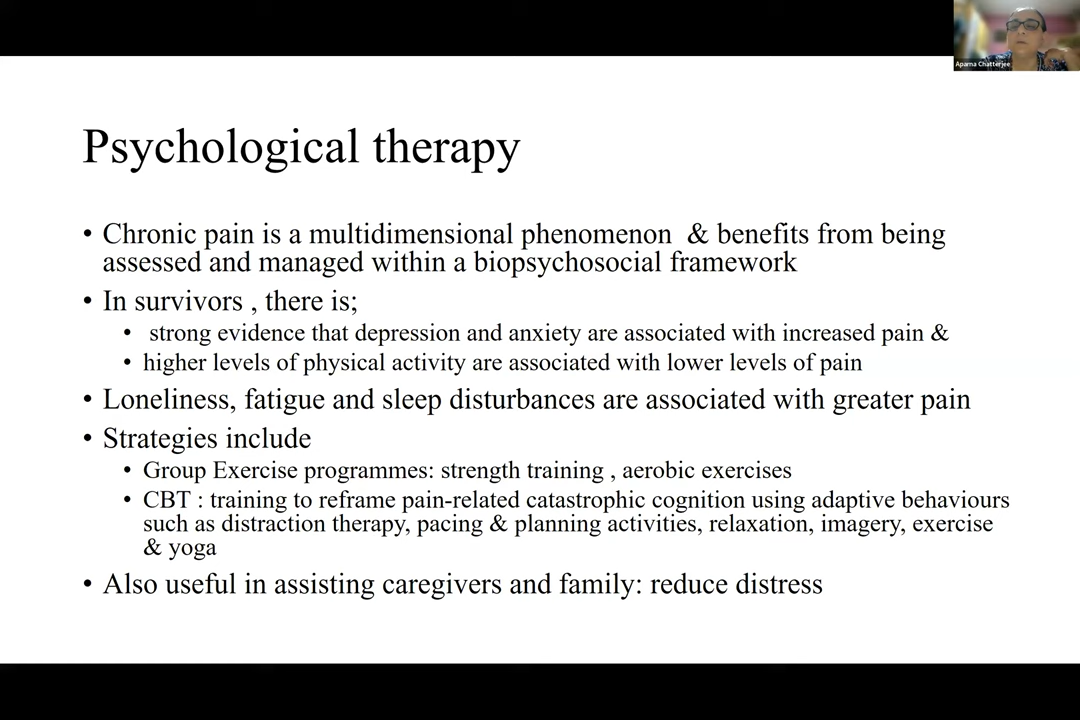 Aparna Chatterjee
Psychological therapy
• Chronic pain is a multidimensional phenomenon & benefits from being
assessed and managed within a biopsychosocial framework
• In survivors , there is;
• strong evidence that depression and anxiety are associated with increased pain &
• higher levels of physical activity are associated with lower levels of pain
• Loneliness, fatigue and sleep disturbances are associated with greater pain
• Strategies include
• Group Exercise programmes: strength training , aerobic exercises
• CBT : training to reframe pain-related catastrophic cognition using adaptive behaviours
such as distraction therapy, pacing & planning activities, relaxation, imagery, exercise
& yoga
• Also useful in assisting caregivers and family: reduce distress